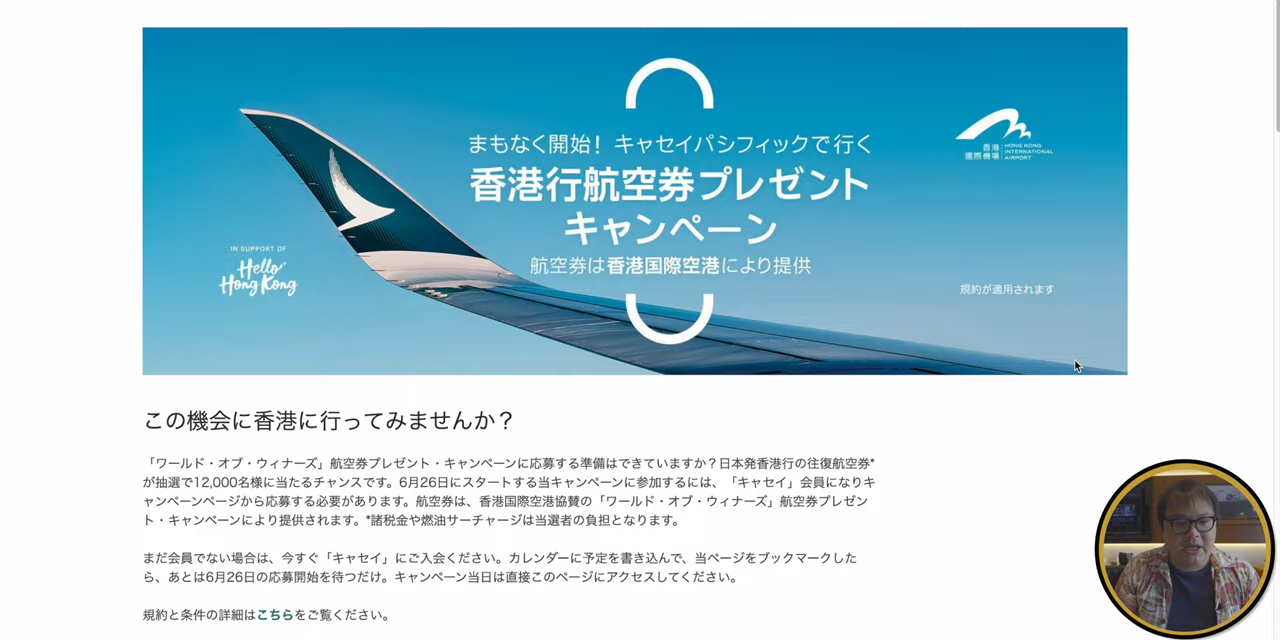 まもなく開始！ キャセイパシフィックで行く
香港行航空券プレゼント
キャンペーン
航空券は香港国際空港により提供
香港國際機場
HONG KONG INTERNATIONAL AIRPORT
IN SUPPORT OF
Hello
Hong Kong
規約が適用されます
この機会に香港に行ってみませんか？
「ワールド・オブ・ウィナーズ」航空券プレゼント・キャンペーンに応募する準備はできていますか？日本発香港行の往復航空券*
が抽選で12,000名様に当たるチャンスです。6月26日にスタートする当キャンペーンに参加するには、「キャセイ」会員になりキ
ャンペーンページから応募する必要があります。航空券は、香港国際空港協賛の「ワールド・オブ・ウィナーズ」航空券プレゼン
ト・キャンペーンにより提供されます。*諸税金や燃油サーチャージは当選者の負担となります。
まだ会員でない場合は、今すぐ「キャセイ」にご入会ください。カレンダーに予定を書き込んで、当ページをブックマークした
ら、あとは6月26日の応募開始を待つだけ。キャンペーン当日は直接このページにアクセスしてください。
規約と条件の詳細はこちらをご覧ください。